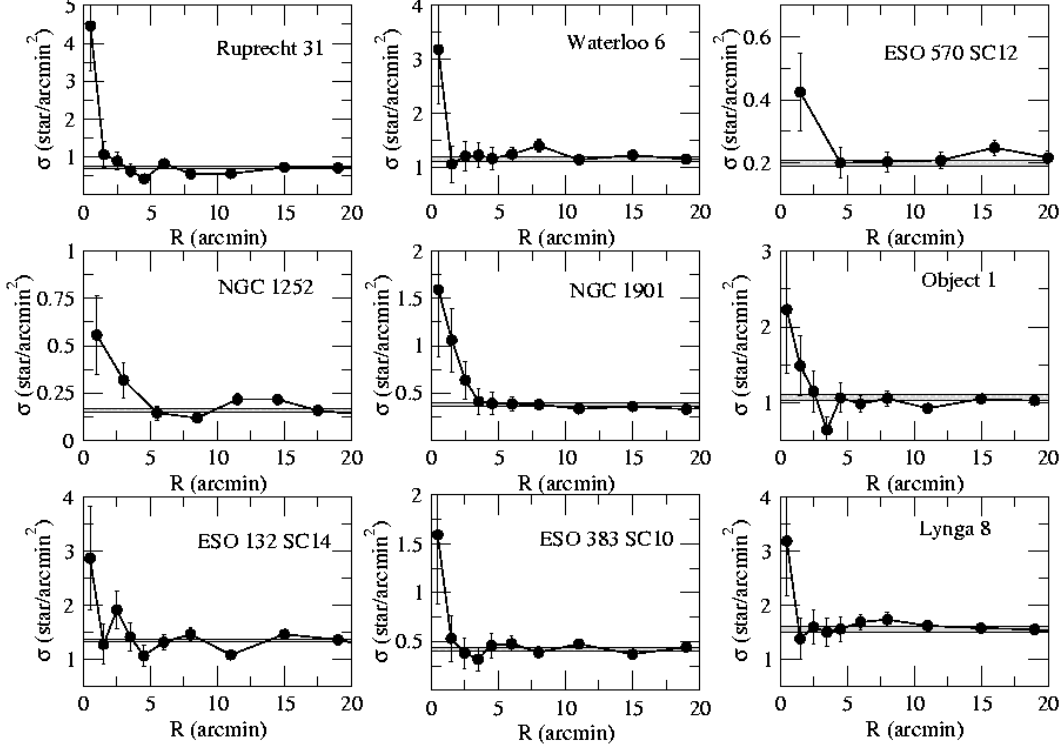 5
4
3
2
1
0
σ (star/arcmin²)
Ruprecht 31
0 5 10 15 20
R (arcmin)
4
3
2
1
0
σ (star/arcmin²)
Waterloo 6
0 5 10 15 20
R (arcmin)
0.6
0.4
0.2
σ (star/arcmin²)
ESO 570 SC12
0 5 10 15 20
R (arcmin)
1
0.75
0.5
0.25
0
σ (star/arcmin²)
NGC 1252
0 5 10 15 20
R (arcmin)
2
1.5
1
0.5
0
σ (star/arcmin²)
NGC 1901
0 5 10 15 20
R (arcmin)
3
2
1
σ (star/arcmin²)
Object 1
0 5 10 15 20
R (arcmin)
4
3
2
1
σ (star/arcmin²)
ESO 132 SC14
0 5 10 15 20
R (arcmin)
2
1.5
1
0.5
0
σ (star/arcmin²)
ESO 383 SC10
0 5 10 15 20
R (arcmin)
4
3
2
1
σ (star/arcmin²)
Lynga 8
0 5 10 15 20
R (arcmin)